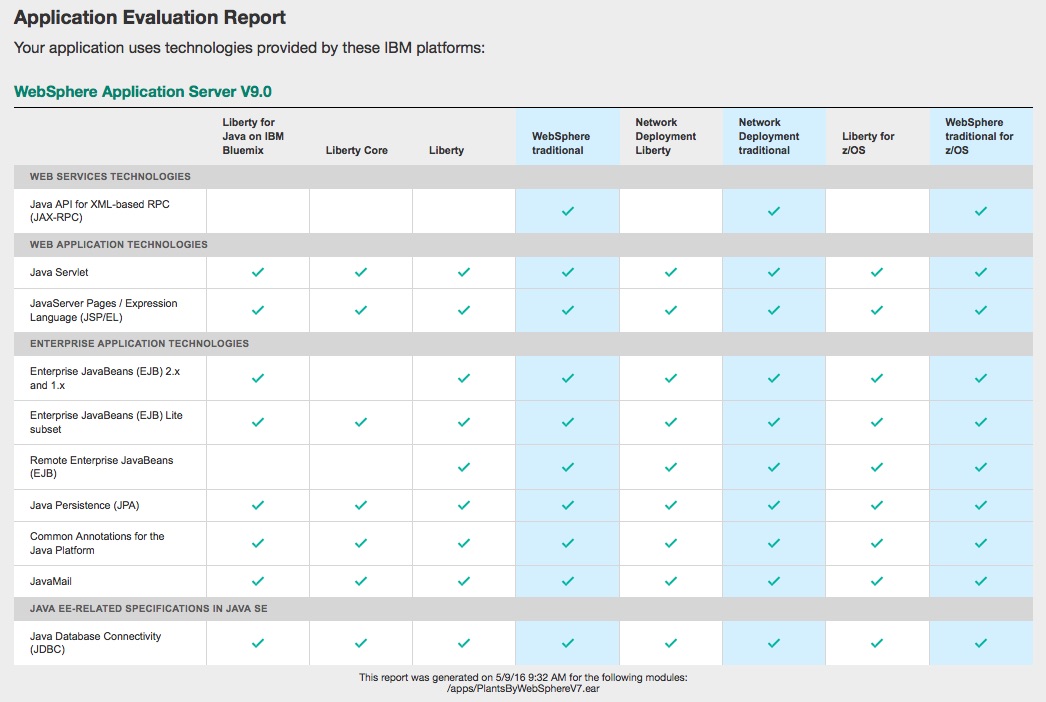 Application Evaluation Report
Your application uses technologies provided by these IBM platforms:
WebSphere Application Server V9.0
Liberty for
Java on IBM
Bluemix
Liberty Core
Liberty
WebSphere
traditional
Network
Deployment
Liberty
Network
Deployment
traditional
Liberty for
z/OS
WebSphere
traditional for
z/OS
WEB SERVICES TECHNOLOGIES
Java API for XML-based RPC
(JAX-RPC)
WEB APPLICATION TECHNOLOGIES
Java Servlet
JavaServer Pages / Expression
Language (JSP/EL)
ENTERPRISE APPLICATION TECHNOLOGIES
Enterprise JavaBeans (EJB) 2.x
and 1.x
Enterprise JavaBeans (EJB) Lite
subset
Remote Enterprise JavaBeans
(EJB)
Java Persistence (JPA)
Common Annotations for the
Java Platform
JavaMail
JAVA EE-RELATED SPECIFICATIONS IN JAVA SE
Java Database Connectivity
(JDBC)
This report was generated on 5/9/16 9:32 AM for the following modules:
/apps/PlantsByWebSphereV7.ear